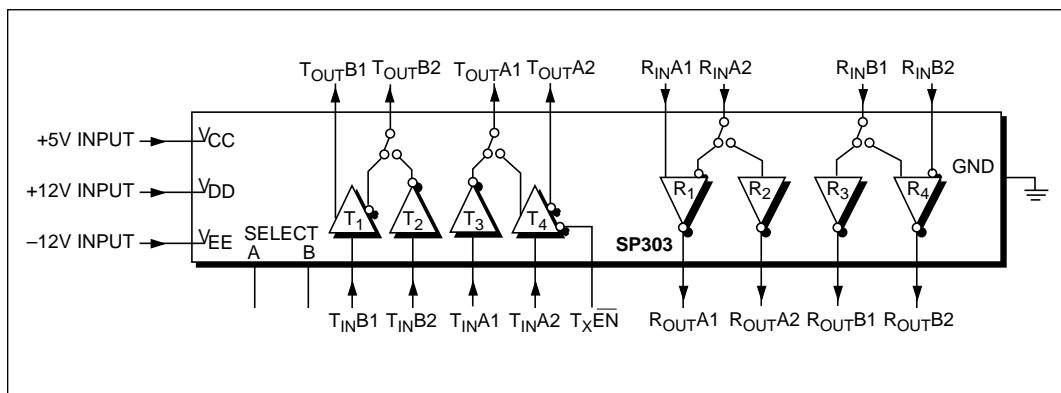 TOUTB1 TOUTB2 TOUTA1 TOUTA2 RINA1 RINA2 RINB1 RINB2
+5V INPUT VCC
+12V INPUT VDD
–12V INPUT VEE
GND
T1 T2 T3 T4 R1 R2 R3 R4
SELECT
A B
SP303
TINB1 TINB2 TINA1 TINA2 TXE̅N̅ ROUTA1 ROUTA2 ROUTB1 ROUTB2